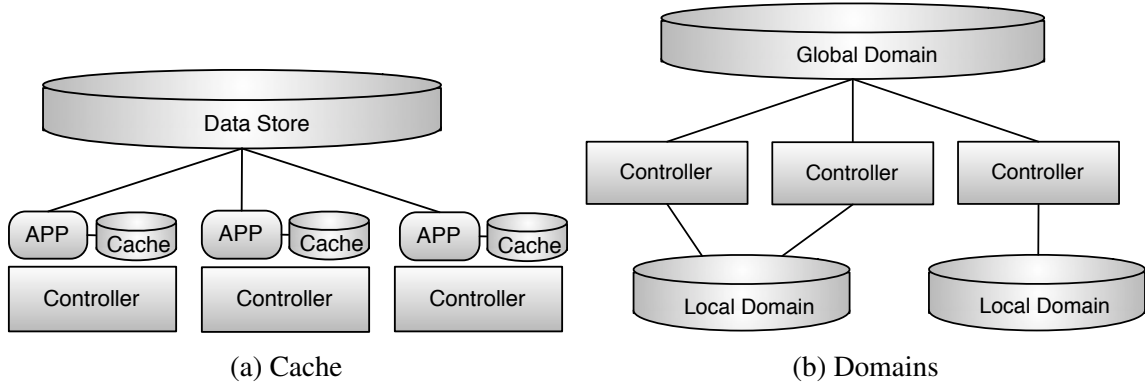 Data Store
APP Cache APP Cache APP Cache
Controller Controller Controller
(a) Cache
Global Domain
Controller Controller Controller
Local Domain Local Domain
(b) Domains